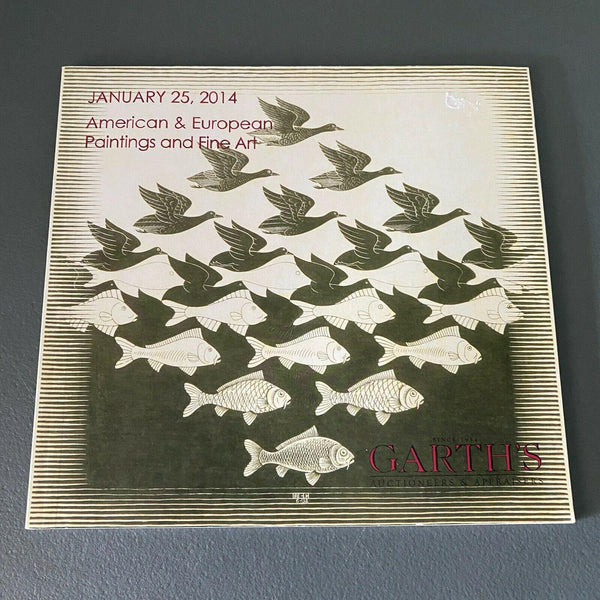 JANUARY 25, 2014
American & European
Paintings and Fine Art
SINCE 1954
GARTH'S
AUCTIONEERS & APPRAISERS